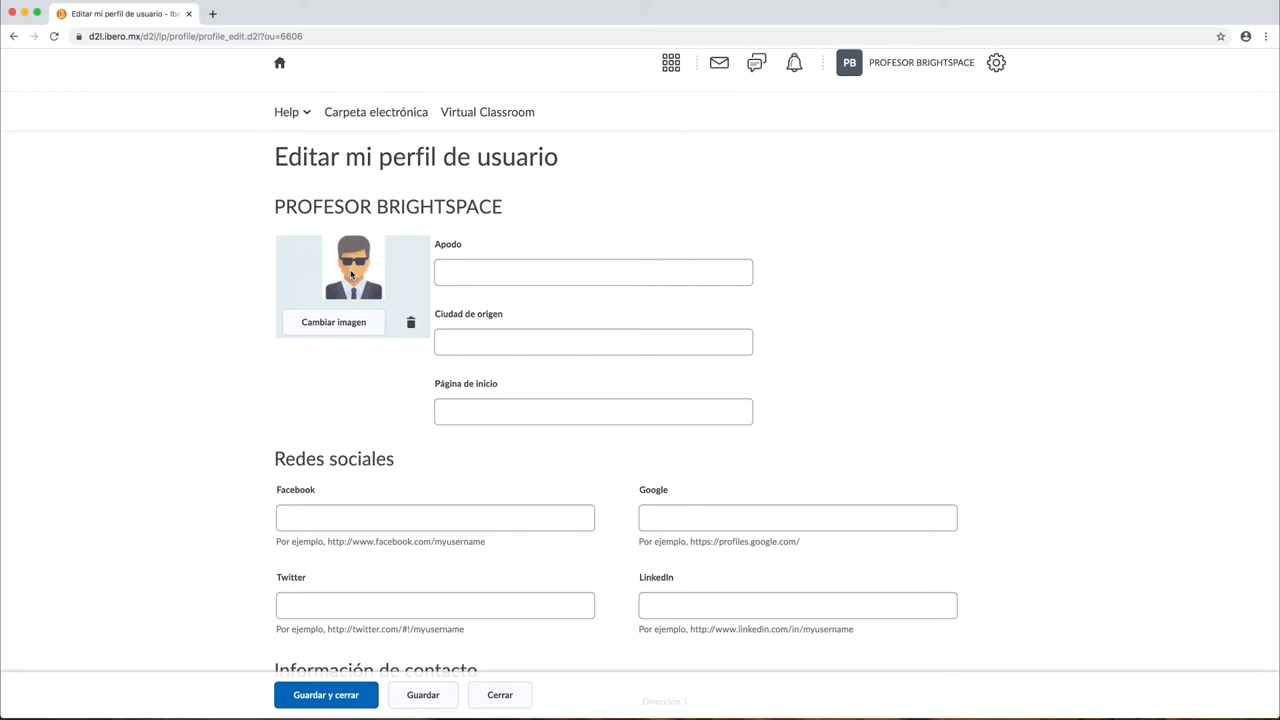 Editar mi perfil de usuario - Ibe
d2l.ibero.mx/d2l/lp/profile/profile_edit.d2l?ou=6606
PB PROFESOR BRIGHTSPACE
Help Carpeta electrónica Virtual Classroom
Editar mi perfil de usuario
PROFESOR BRIGHTSPACE
Apodo
Cambiar imagen
Ciudad de origen
Página de inicio
Redes sociales
Facebook Google
Por ejemplo, http://www.facebook.com/myusername Por ejemplo, https://profiles.google.com/
Twitter LinkedIn
Por ejemplo, http://twitter.com/#!/myusername Por ejemplo, http://www.linkedin.com/in/myusername
Información de contacto
Guardar y cerrar Guardar Cerrar
Dirección 1